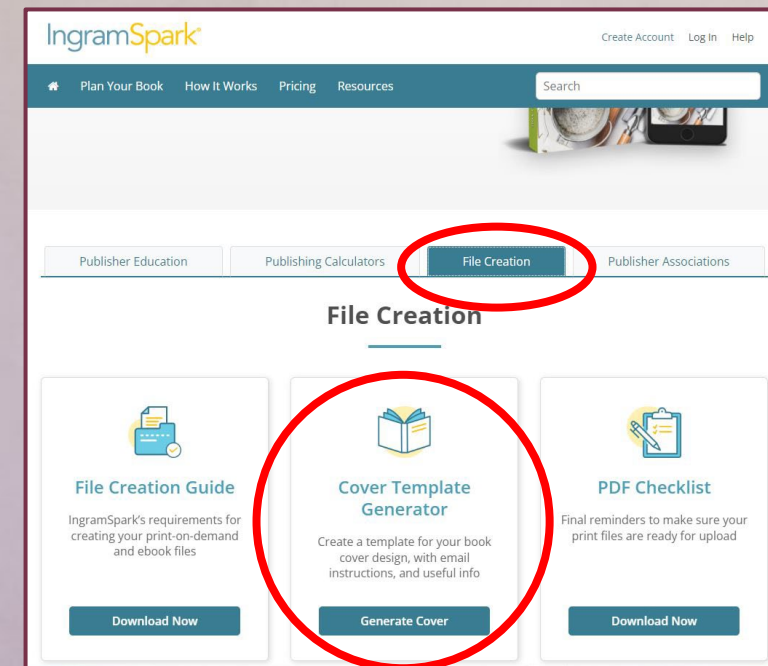 IngramSpark®
Create Account Log In Help
Plan Your Book How It Works Pricing Resources Search
Publisher Education Publishing Calculators File Creation Publisher Associations
File Creation
File Creation Guide
IngramSpark's requirements for
creating your print-on-demand
and ebook files
Download Now
Cover Template
Generator
Create a template for your book
cover design, with email
instructions, and useful info
Generate Cover
PDF Checklist
Final reminders to make sure your
print files are ready for upload
Download Now